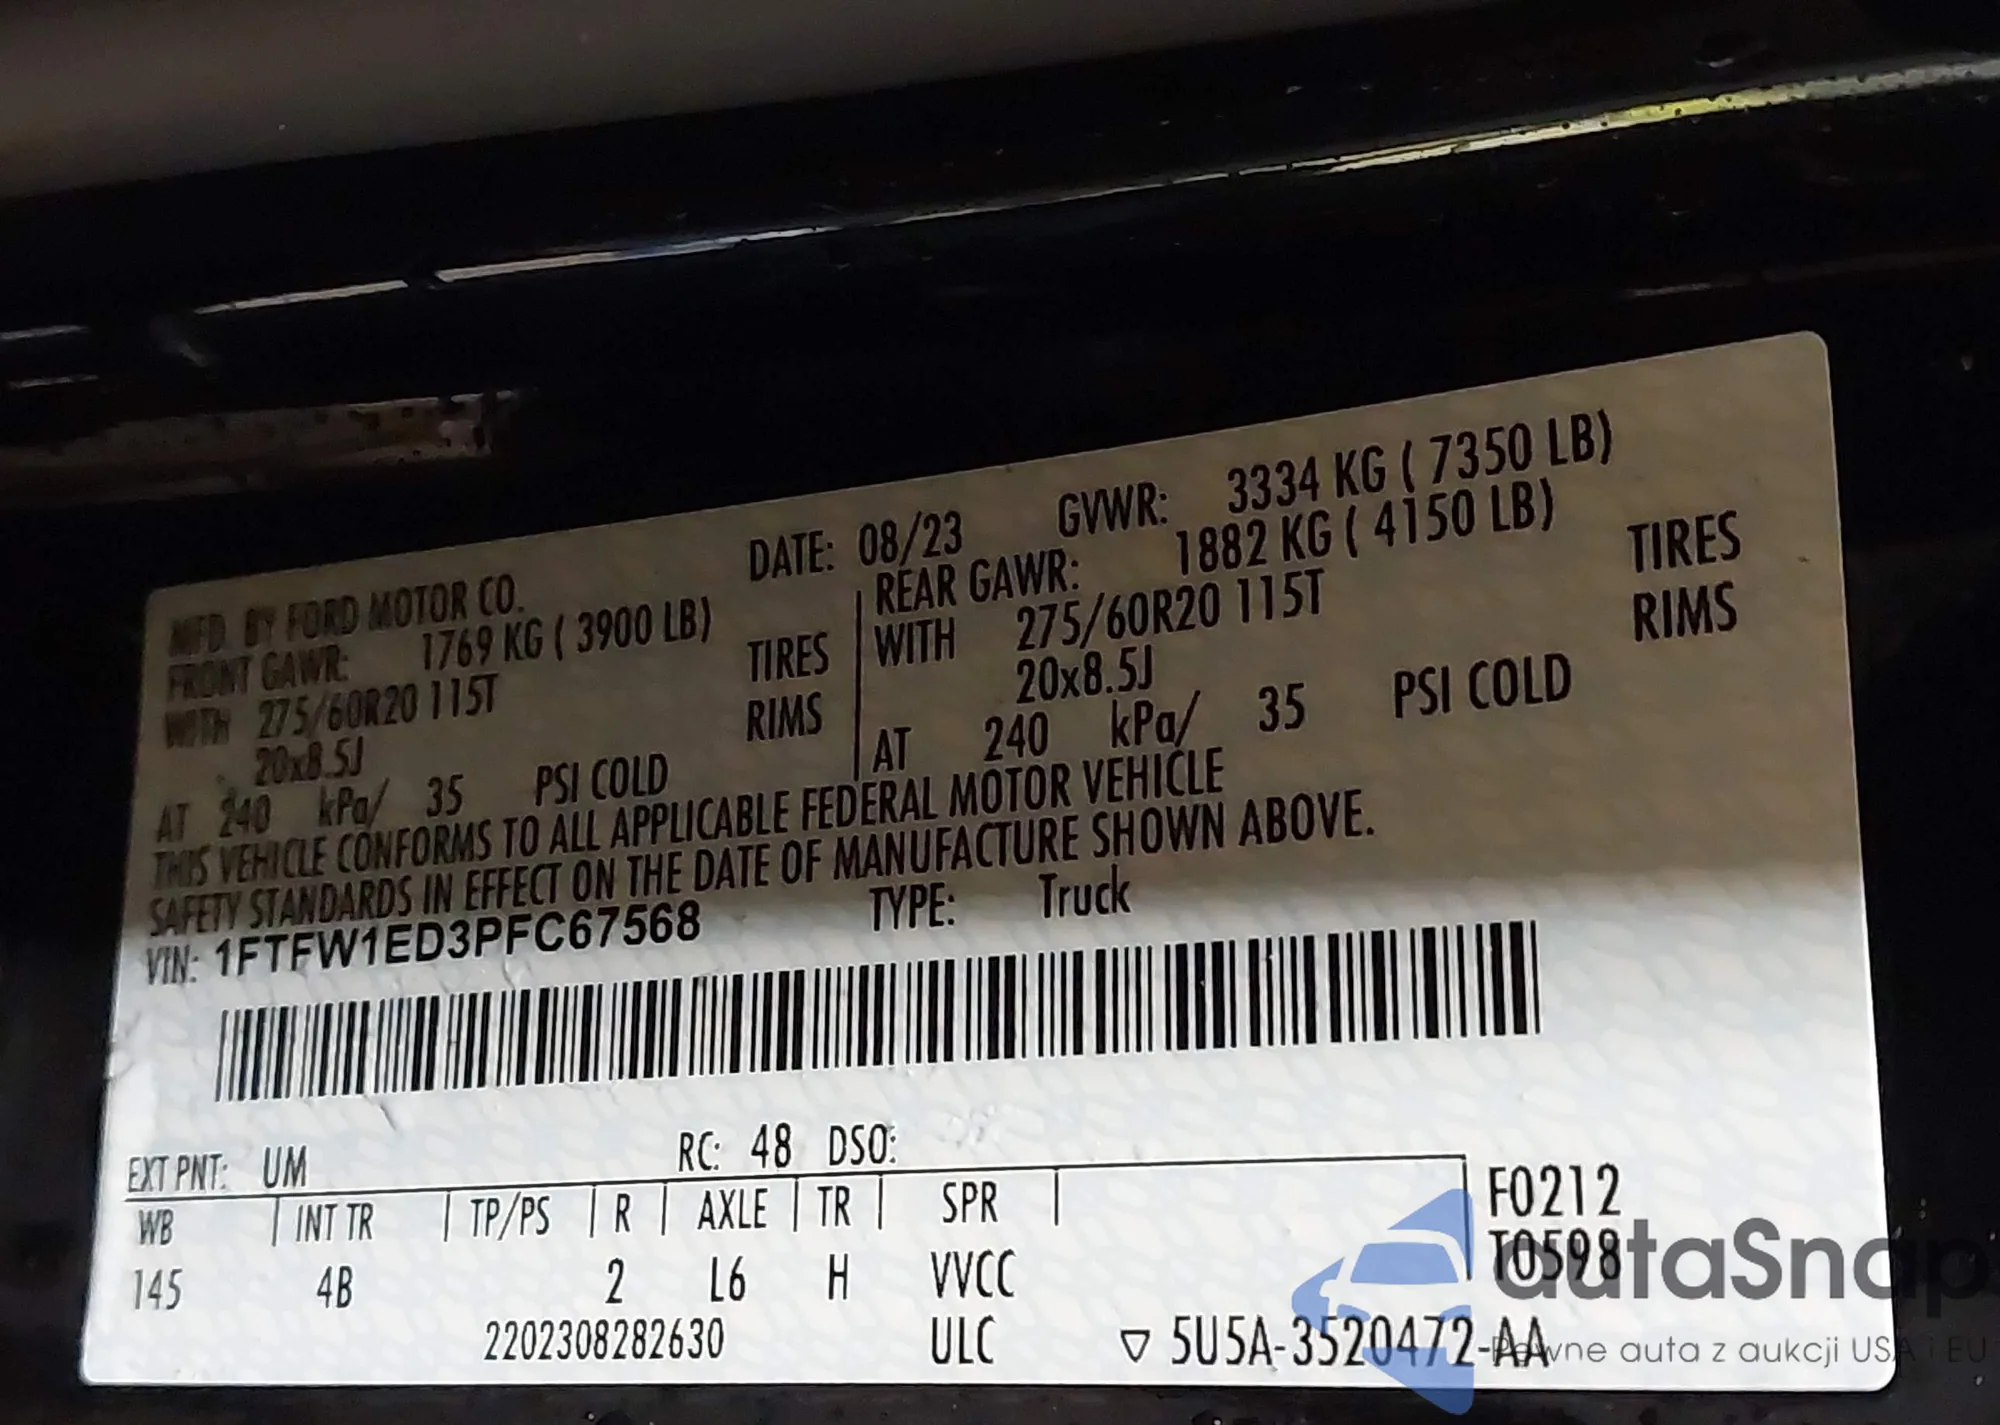 MFD. BY FORD MOTOR CO.
DATE: 08/23 GVWR: 3334 KG ( 7350 LB)
FRONT GAWR: 1769 KG ( 3900 LB)
WITH 275/60R20 115T TIRES
20x8.5J RIMS
AT 240 kPa/ 35 PSI COLD
REAR GAWR: 1882 KG ( 4150 LB)
WITH 275/60R20 115T TIRES
20x8.5J RIMS
AT 240 kPa/ 35 PSI COLD
THIS VEHICLE CONFORMS TO ALL APPLICABLE FEDERAL MOTOR VEHICLE
SAFETY STANDARDS IN EFFECT ON THE DATE OF MANUFACTURE SHOWN ABOVE.
VIN: 1FTFW1ED3PFC67568 TYPE: Truck
EXT PNT: UM RC: 48 DSO:
WB INT TR TP/PS R AXLE TR SPR
145 4B 2 L6 H VVCC
2202308282630 ULC
F0212
T0598
5U5A-3520472-AA
autaSnap
Pewne auta z aukcji USA i EU